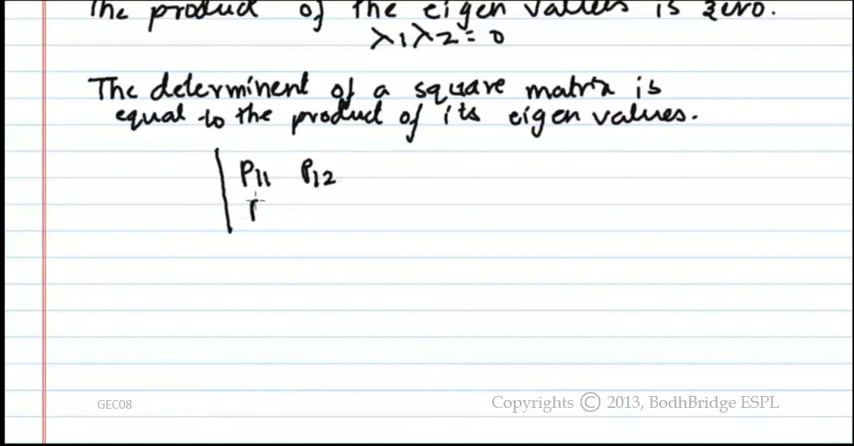 The product of the eigen values is zero.
λ1λ2 = 0
The determinent of a square matrix is
equal to the product of its eigen values.
P11 P12
GEC08
Copyrights © 2013, BodhBridge ESPL